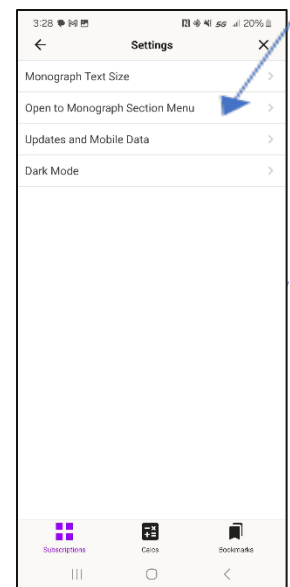 3:28 5G 20%
Settings
Monograph Text Size
Open to Monograph Section Menu
Updates and Mobile Data
Dark Mode
Subscriptions Calcs Bookmarks